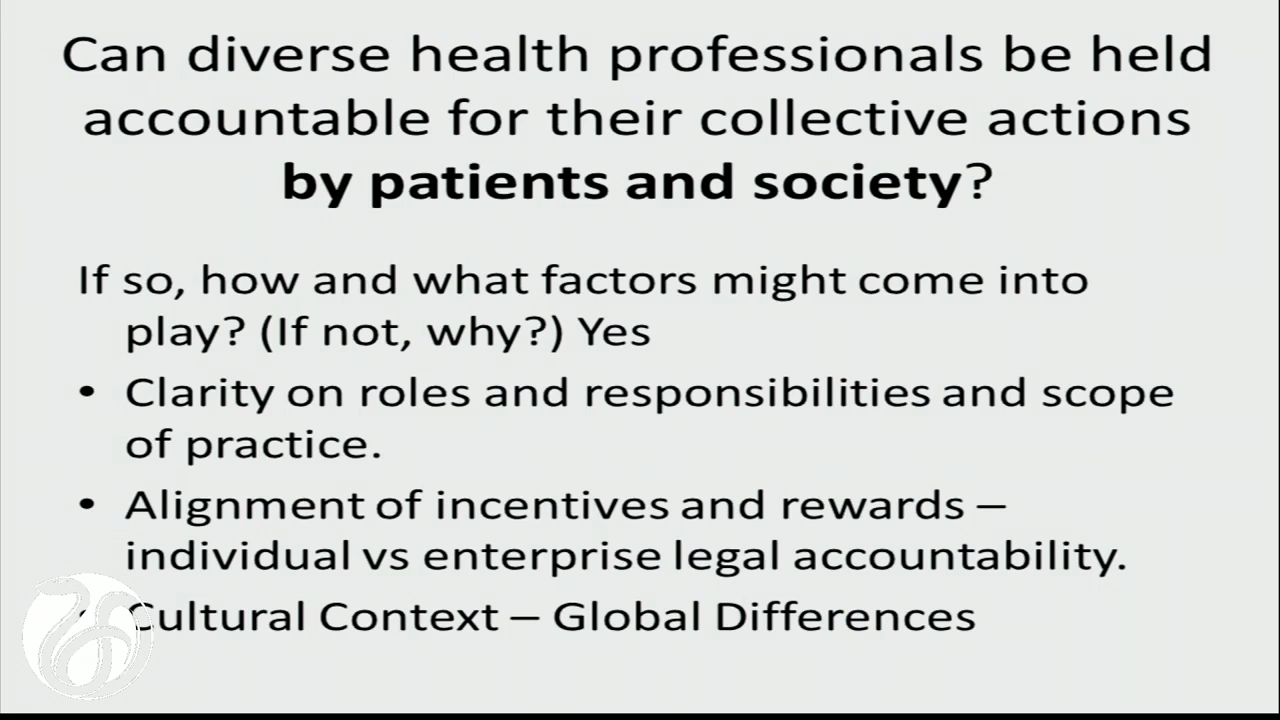 Can diverse health professionals be held
accountable for their collective actions
by patients and society?
If so, how and what factors might come into
play? (If not, why?) Yes
• Clarity on roles and responsibilities and scope
of practice.
• Alignment of incentives and rewards –
individual vs enterprise legal accountability.
• Cultural Context – Global Differences